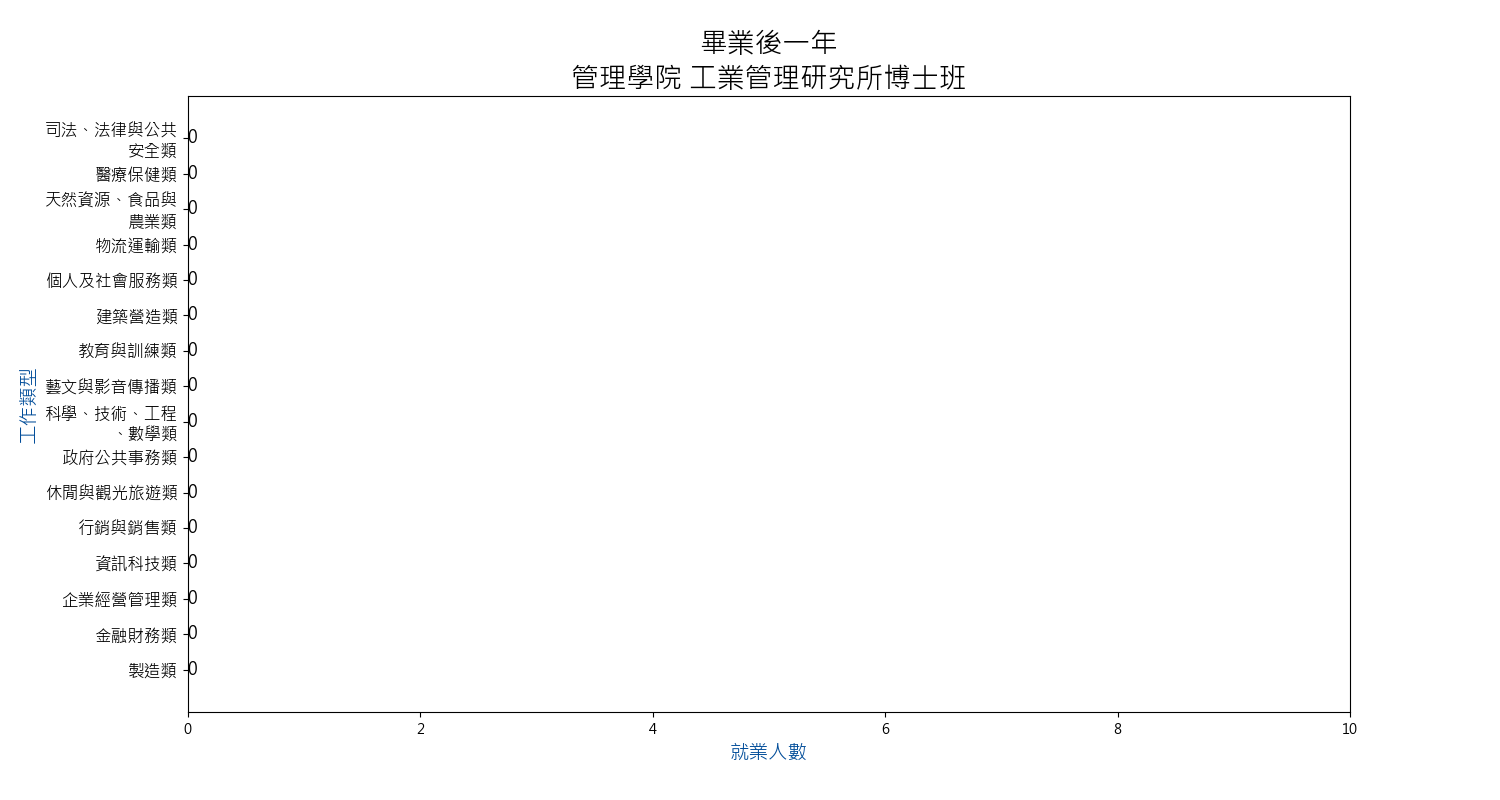 畢業後一年
管理學院 工業管理研究所博士班
司法、法律與公共
安全類
0
醫療保健類
0
天然資源、食品與
農業類
0
物流運輸類
0
個人及社會服務類
0
建築營造類
0
教育與訓練類
0
藝文與影音傳播類
0
科學、技術、工程
、數學類
0
政府公共事務類
0
休閒與觀光旅遊類
0
行銷與銷售類
0
資訊科技類
0
企業經營管理類
0
金融財務類
0
製造類
0
工作類型
0 2 4 6 8 10
就業人數